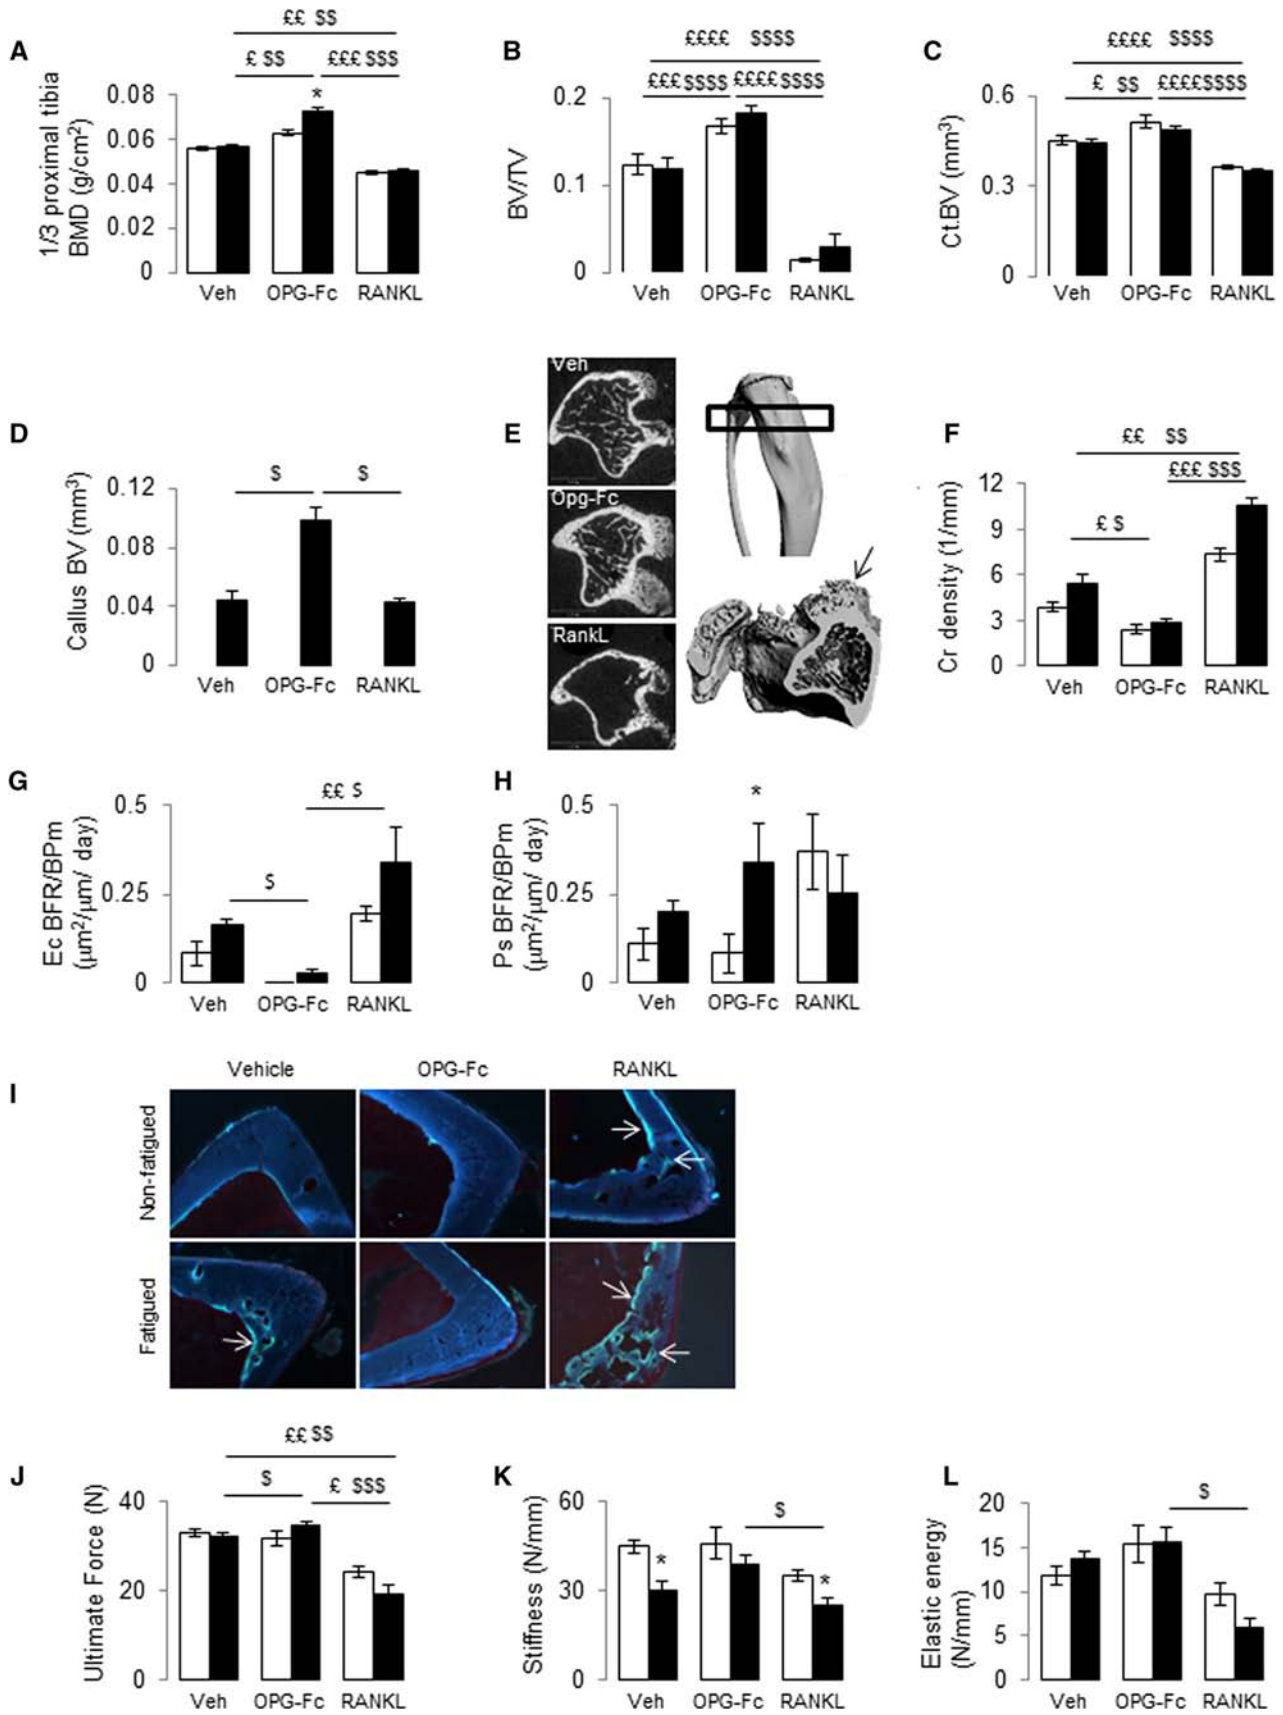 A
££ $$
£ $$ £££ $$$
*
1/3 proximal tibia
BMD (g/cm2)
0.08
0.06
0.04
0.02
0
Veh OPG-Fc RANKL
B
££££ $$$$
£££ $$$$ ££££ $$$$
BV/TV
0.2
0.1
0
Veh OPG-Fc RANKL
C
££££ $$$$
£ $$ ££££$$$$
Ct.BV (mm3)
0.6
0.3
0
Veh OPG-Fc RANKL
D
$ $
Callus BV (mm3)
0.12
0.08
0.04
0
Veh OPG-Fc RANKL
E
Veh
Opg-Fc
RankL
F
££ $$
£££ $$$
£ $
Cr density (1/mm)
12
9
6
3
0
Veh OPG-Fc RANKL
G
££ $
$
Ec BFR/BPm
(µm2/µm/ day)
0.5
0.25
0
Veh OPG-Fc RANKL
H
*
Ps BFR/BPm
(µm2/µm/ day)
0.5
0.25
0
Veh OPG-Fc RANKL
I
Vehicle OPG-Fc RANKL
Non-fatigued
Fatigued
J
££ $$
$ £ $$$
Ultimate Force (N)
40
20
0
Veh OPG-Fc RANKL
K
$
* *
Stiffness (N/mm)
60
30
0
Veh OPG-Fc RANKL
L
$
Elastic energy
(N/mm)
20
15
10
5
0
Veh OPG-Fc RANKL